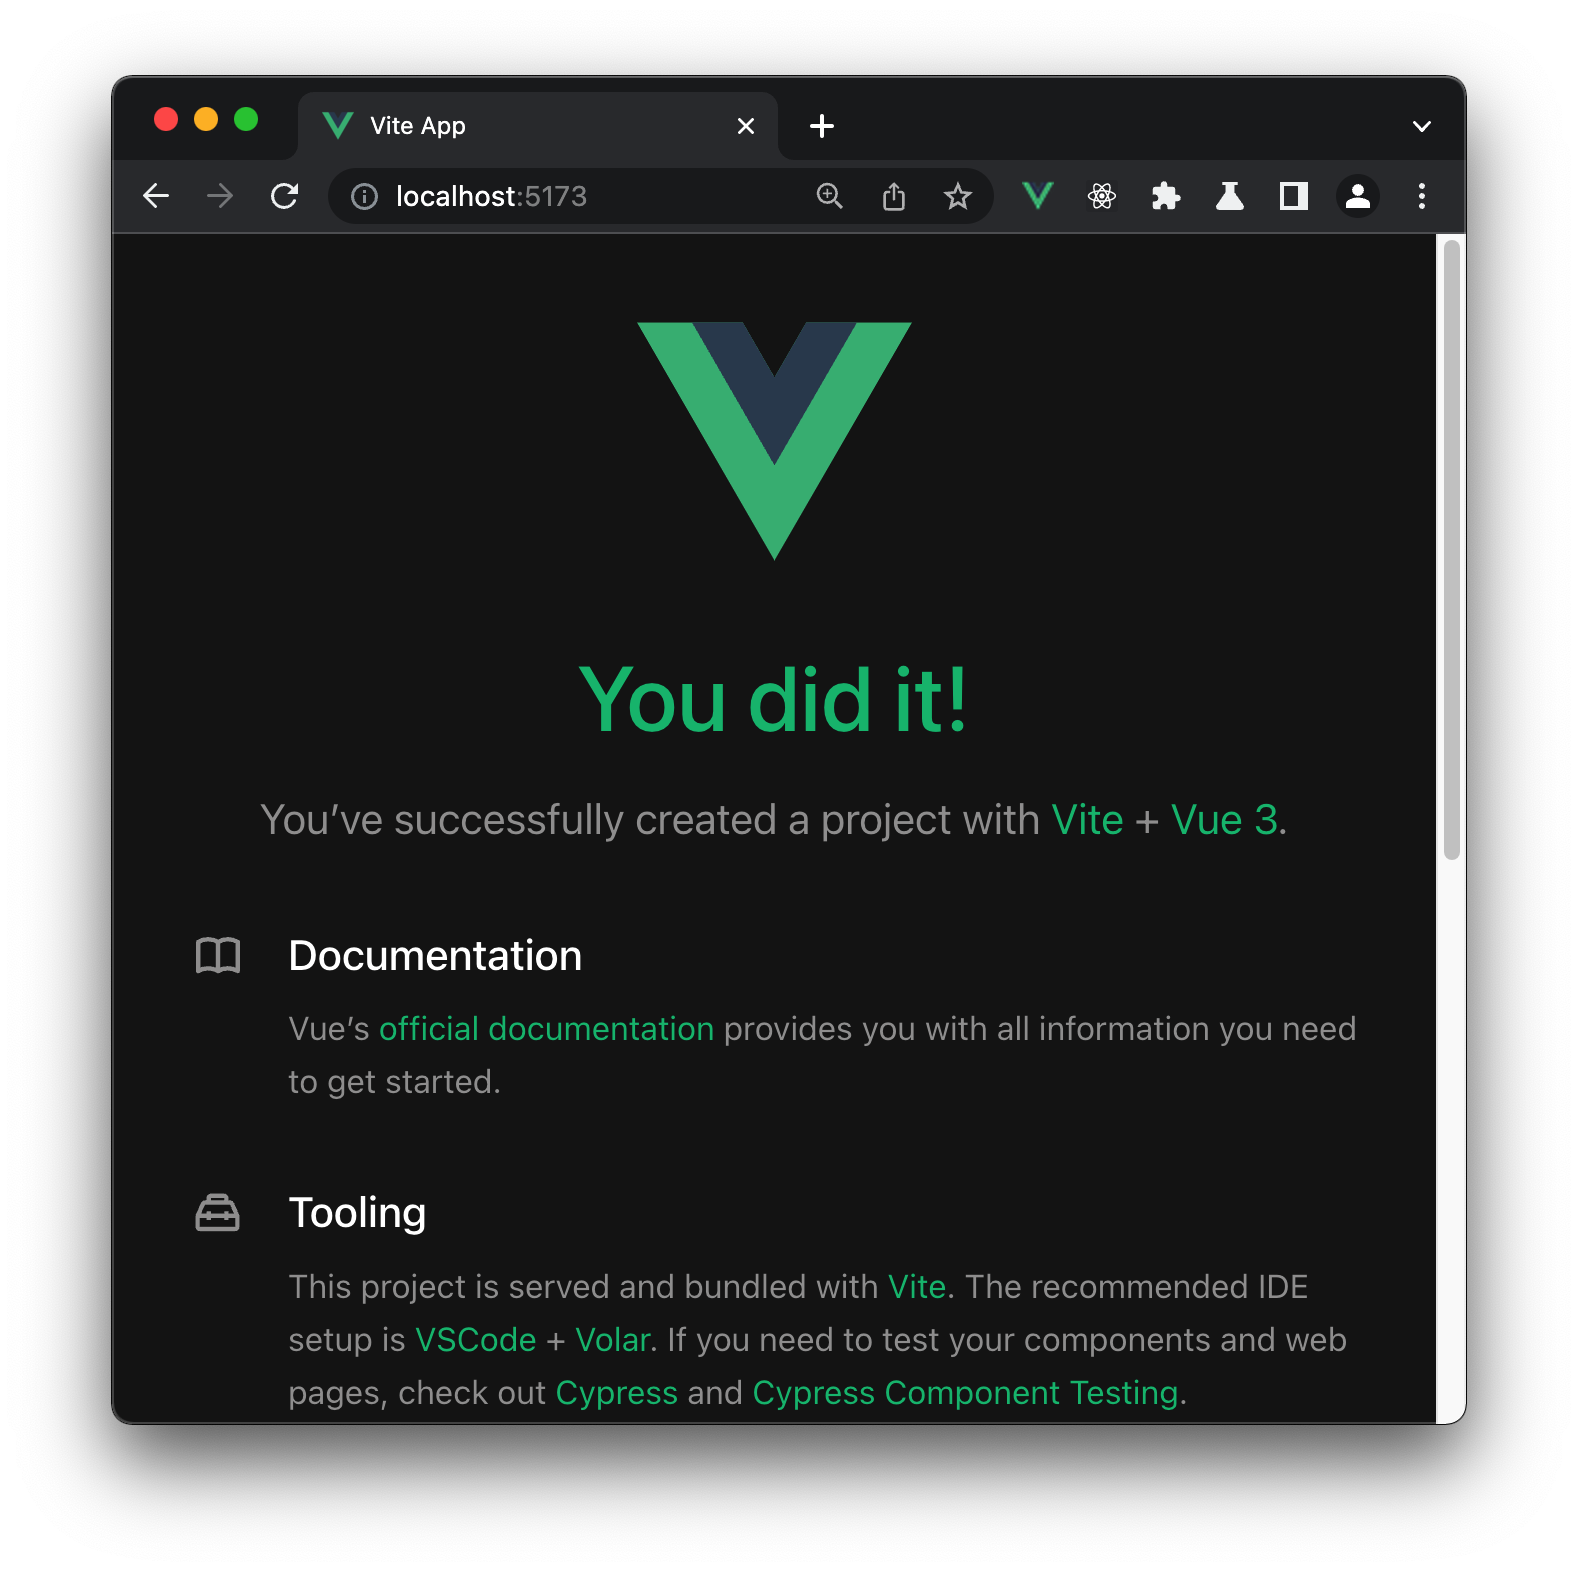 Vite App
localhost:5173
You did it!
You’ve successfully created a project with Vite + Vue 3.
Documentation
Vue’s official documentation provides you with all information you need
to get started.
Tooling
This project is served and bundled with Vite. The recommended IDE
setup is VSCode + Volar. If you need to test your components and web
pages, check out Cypress and Cypress Component Testing.